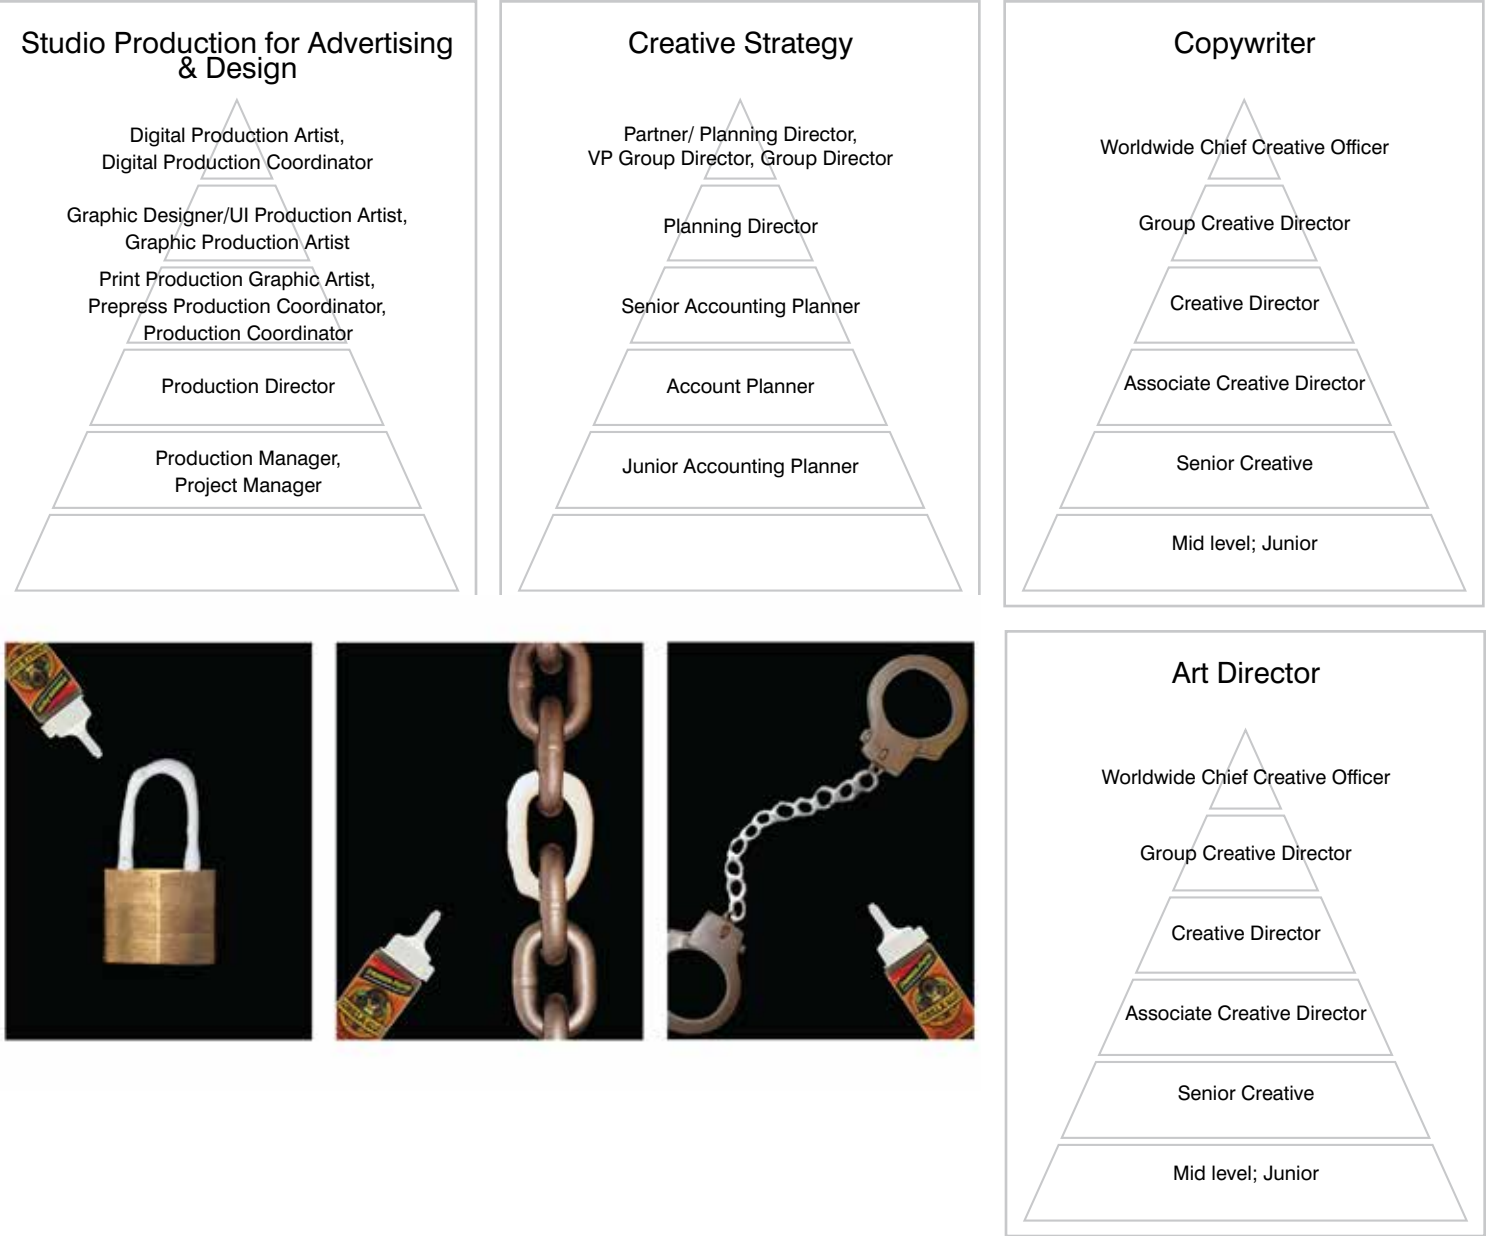 Studio Production for Advertising
& Design
Digital Production Artist,
Digital Production Coordinator
Graphic Designer/UI Production Artist,
Graphic Production Artist
Print Production Graphic Artist,
Prepress Production Coordinator,
Production Coordinator
Production Director
Production Manager,
Project Manager
Creative Strategy
Partner/ Planning Director,
VP Group Director, Group Director
Planning Director
Senior Accounting Planner
Account Planner
Junior Accounting Planner
Copywriter
Worldwide Chief Creative Officer
Group Creative Director
Creative Director
Associate Creative Director
Senior Creative
Mid level; Junior
Art Director
Worldwide Chief Creative Officer
Group Creative Director
Creative Director
Associate Creative Director
Senior Creative
Mid level; Junior